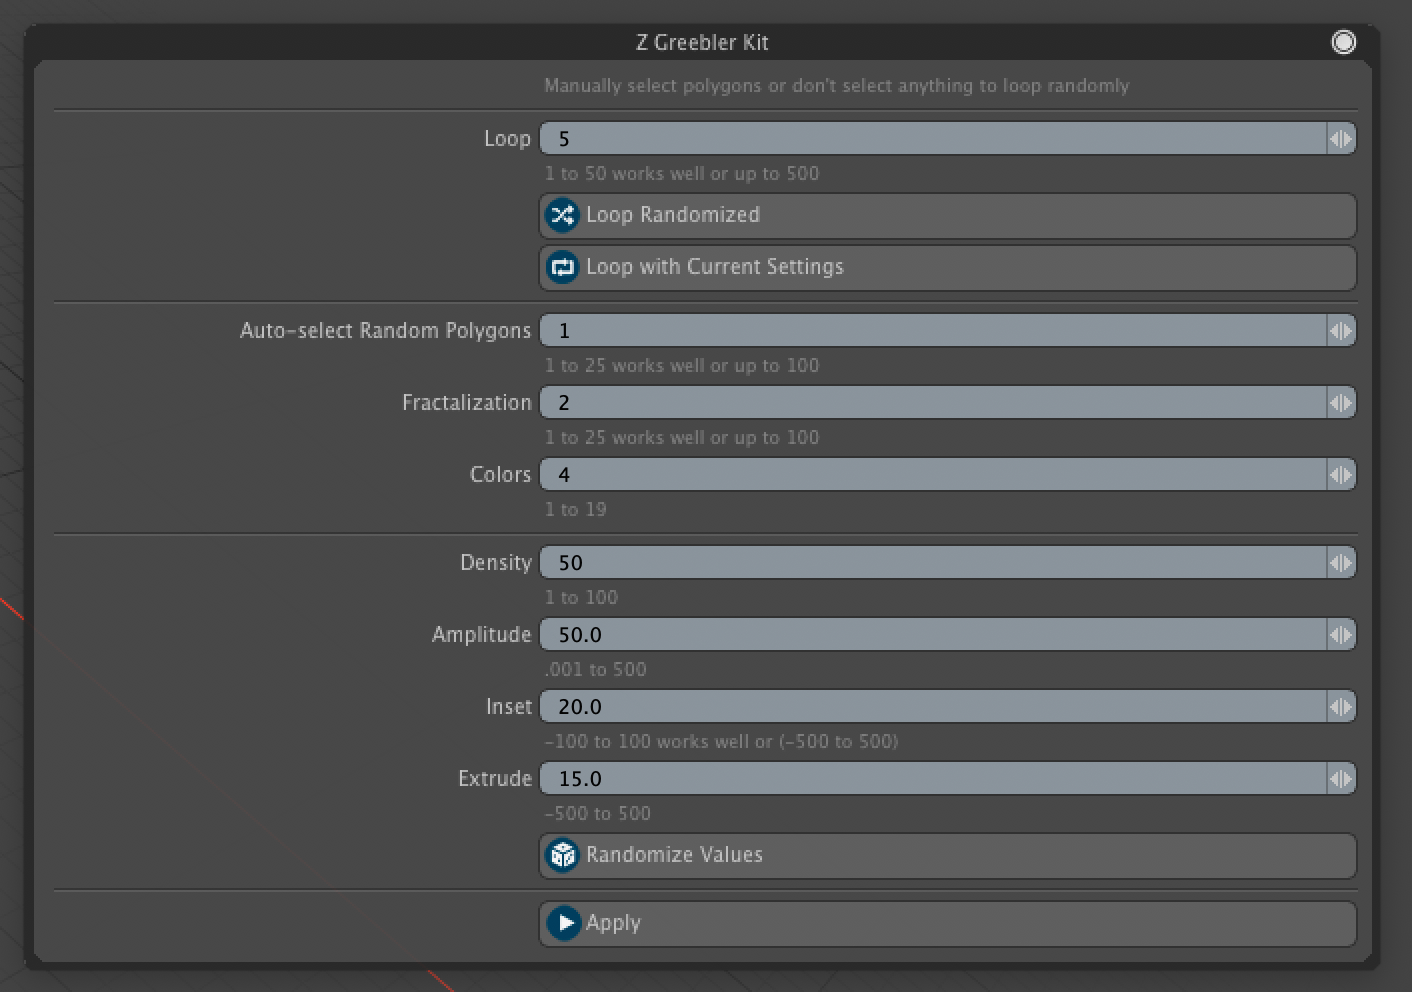 Z Greebler Kit
Manually select polygons or don't select anything to loop randomly
Loop 5
1 to 50 works well or up to 500
Loop Randomized
Loop with Current Settings
Auto-select Random Polygons 1
1 to 25 works well or up to 100
Fractalization 2
1 to 25 works well or up to 100
Colors 4
1 to 19
Density 50
1 to 100
Amplitude 50.0
.001 to 500
Inset 20.0
-100 to 100 works well or (-500 to 500)
Extrude 15.0
-500 to 500
Randomize Values
Apply